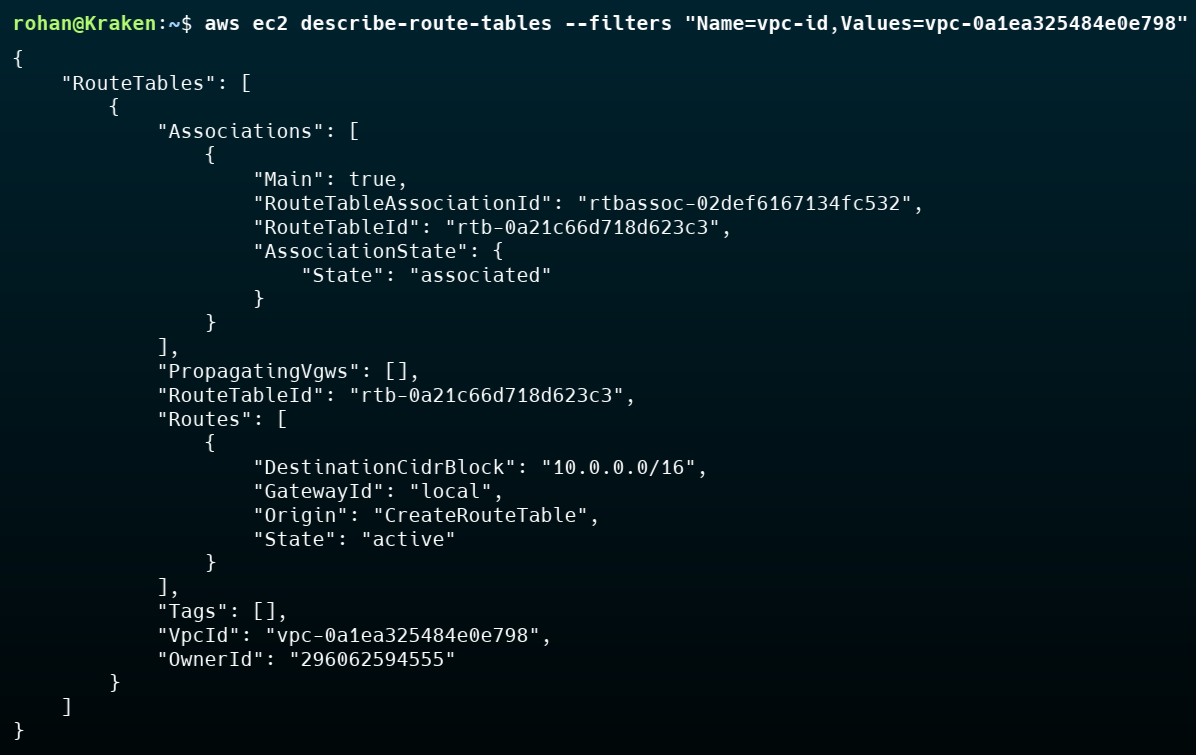 rohan@Kraken:~$ aws ec2 describe-route-tables --filters "Name=vpc-id,Values=vpc-0a1ea325484e0e798"
{
    "RouteTables": [
        {
            "Associations": [
                {
                    "Main": true,
                    "RouteTableAssociationId": "rtbassoc-02def6167134fc532",
                    "RouteTableId": "rtb-0a21c66d718d623c3",
                    "AssociationState": {
                        "State": "associated"
                    }
                }
            ],
            "PropagatingVgws": [],
            "RouteTableId": "rtb-0a21c66d718d623c3",
            "Routes": [
                {
                    "DestinationCidrBlock": "10.0.0.0/16",
                    "GatewayId": "local",
                    "Origin": "CreateRouteTable",
                    "State": "active"
                }
            ],
            "Tags": [],
            "VpcId": "vpc-0a1ea325484e0e798",
            "OwnerId": "296062594555"
        }
    ]
}